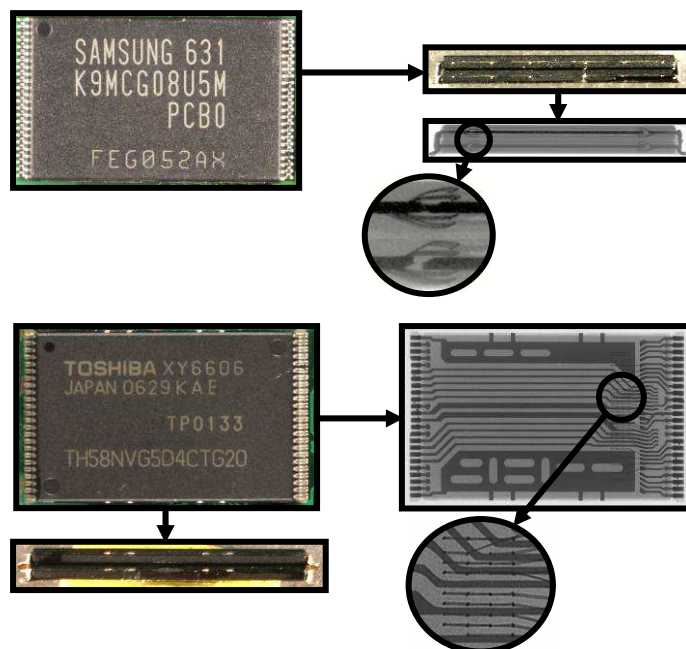 SAMSUNG 631
K9MCG08U5M
PCB0
FEG052AX
TOSHIBA XY6606
JAPAN 0629 KAE
TP0133
TH58NVG5D4CTG20